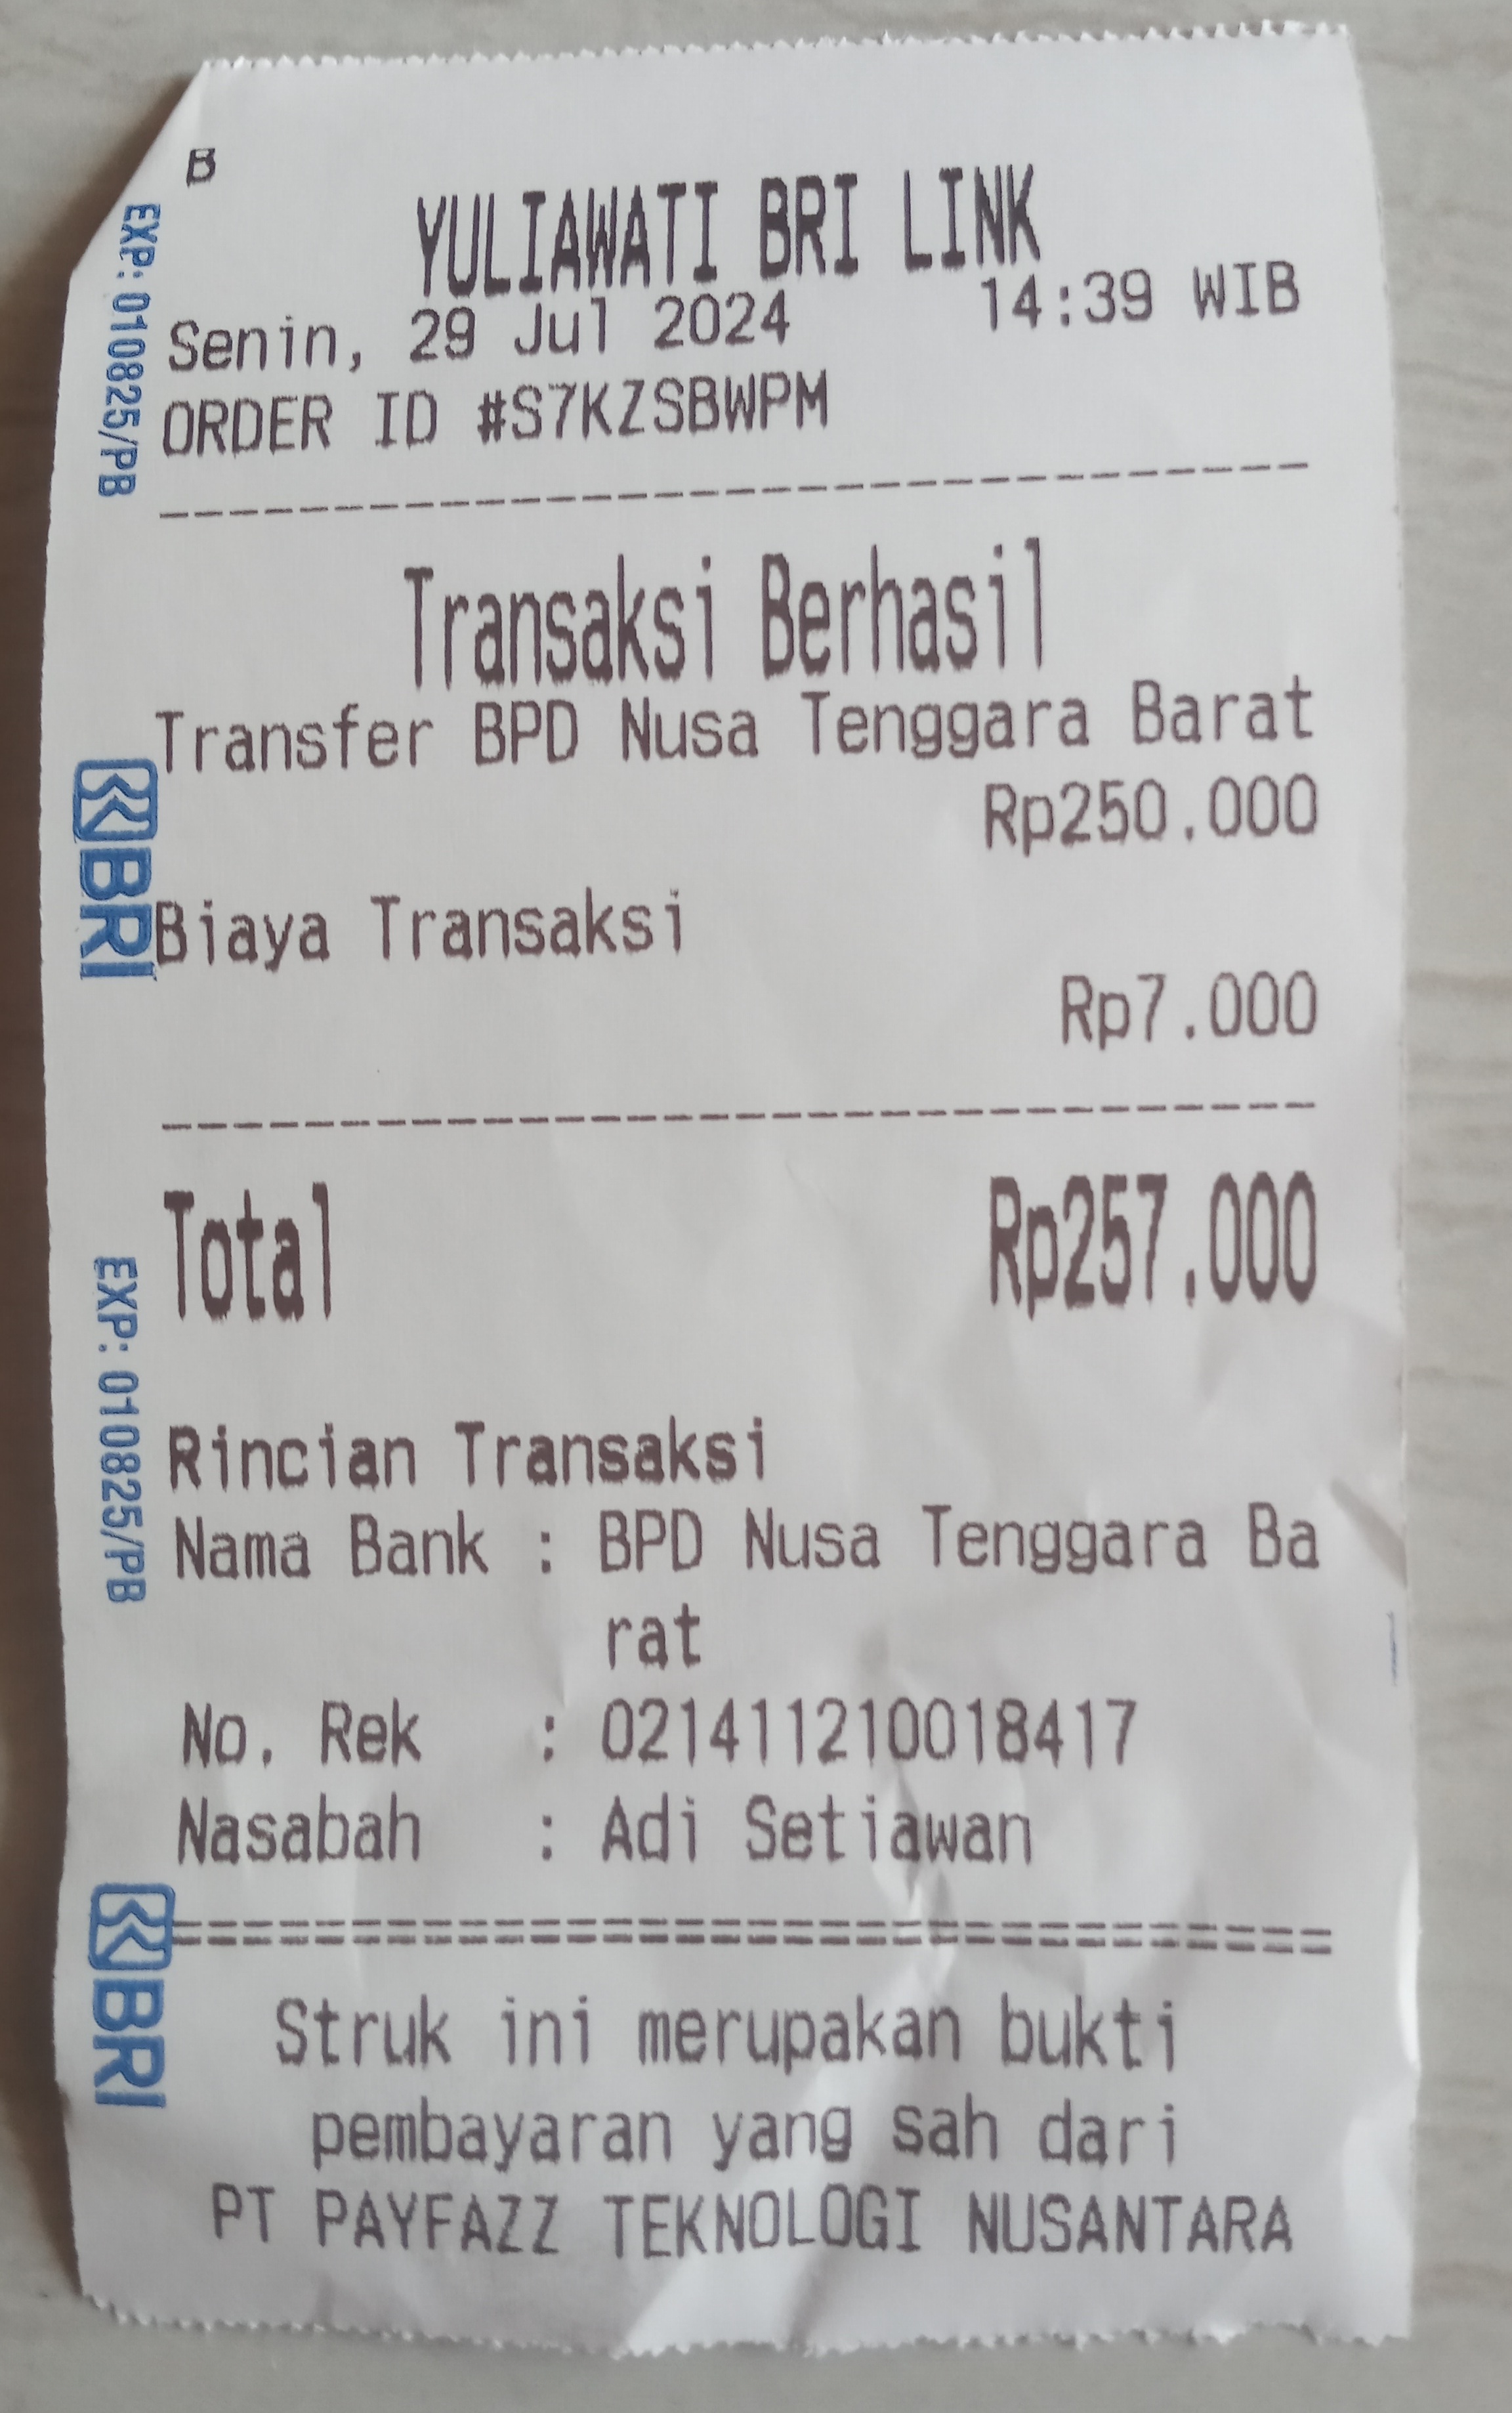 B
YULIAWATI BRI LINK
Senin, 29 Jul 2024 14:39 WIB
ORDER ID #S7KZSBWPM
Transaksi Berhasil
Transfer BPD Nusa Tenggara Barat
Rp250.000
Biaya Transaksi
Rp7.000
Total Rp257.000
Rincian Transaksi
Nama Bank : BPD Nusa Tenggara Ba
rat
No. Rek : 021411210018417
Nasabah : Adi Setiawan
Struk ini merupakan bukti
pembayaran yang sah dari
PT PAYFAZZ TEKNOLOGI NUSANTARA
EXP: 010825/PB
BRI
EXP: 010825/PB
BRI